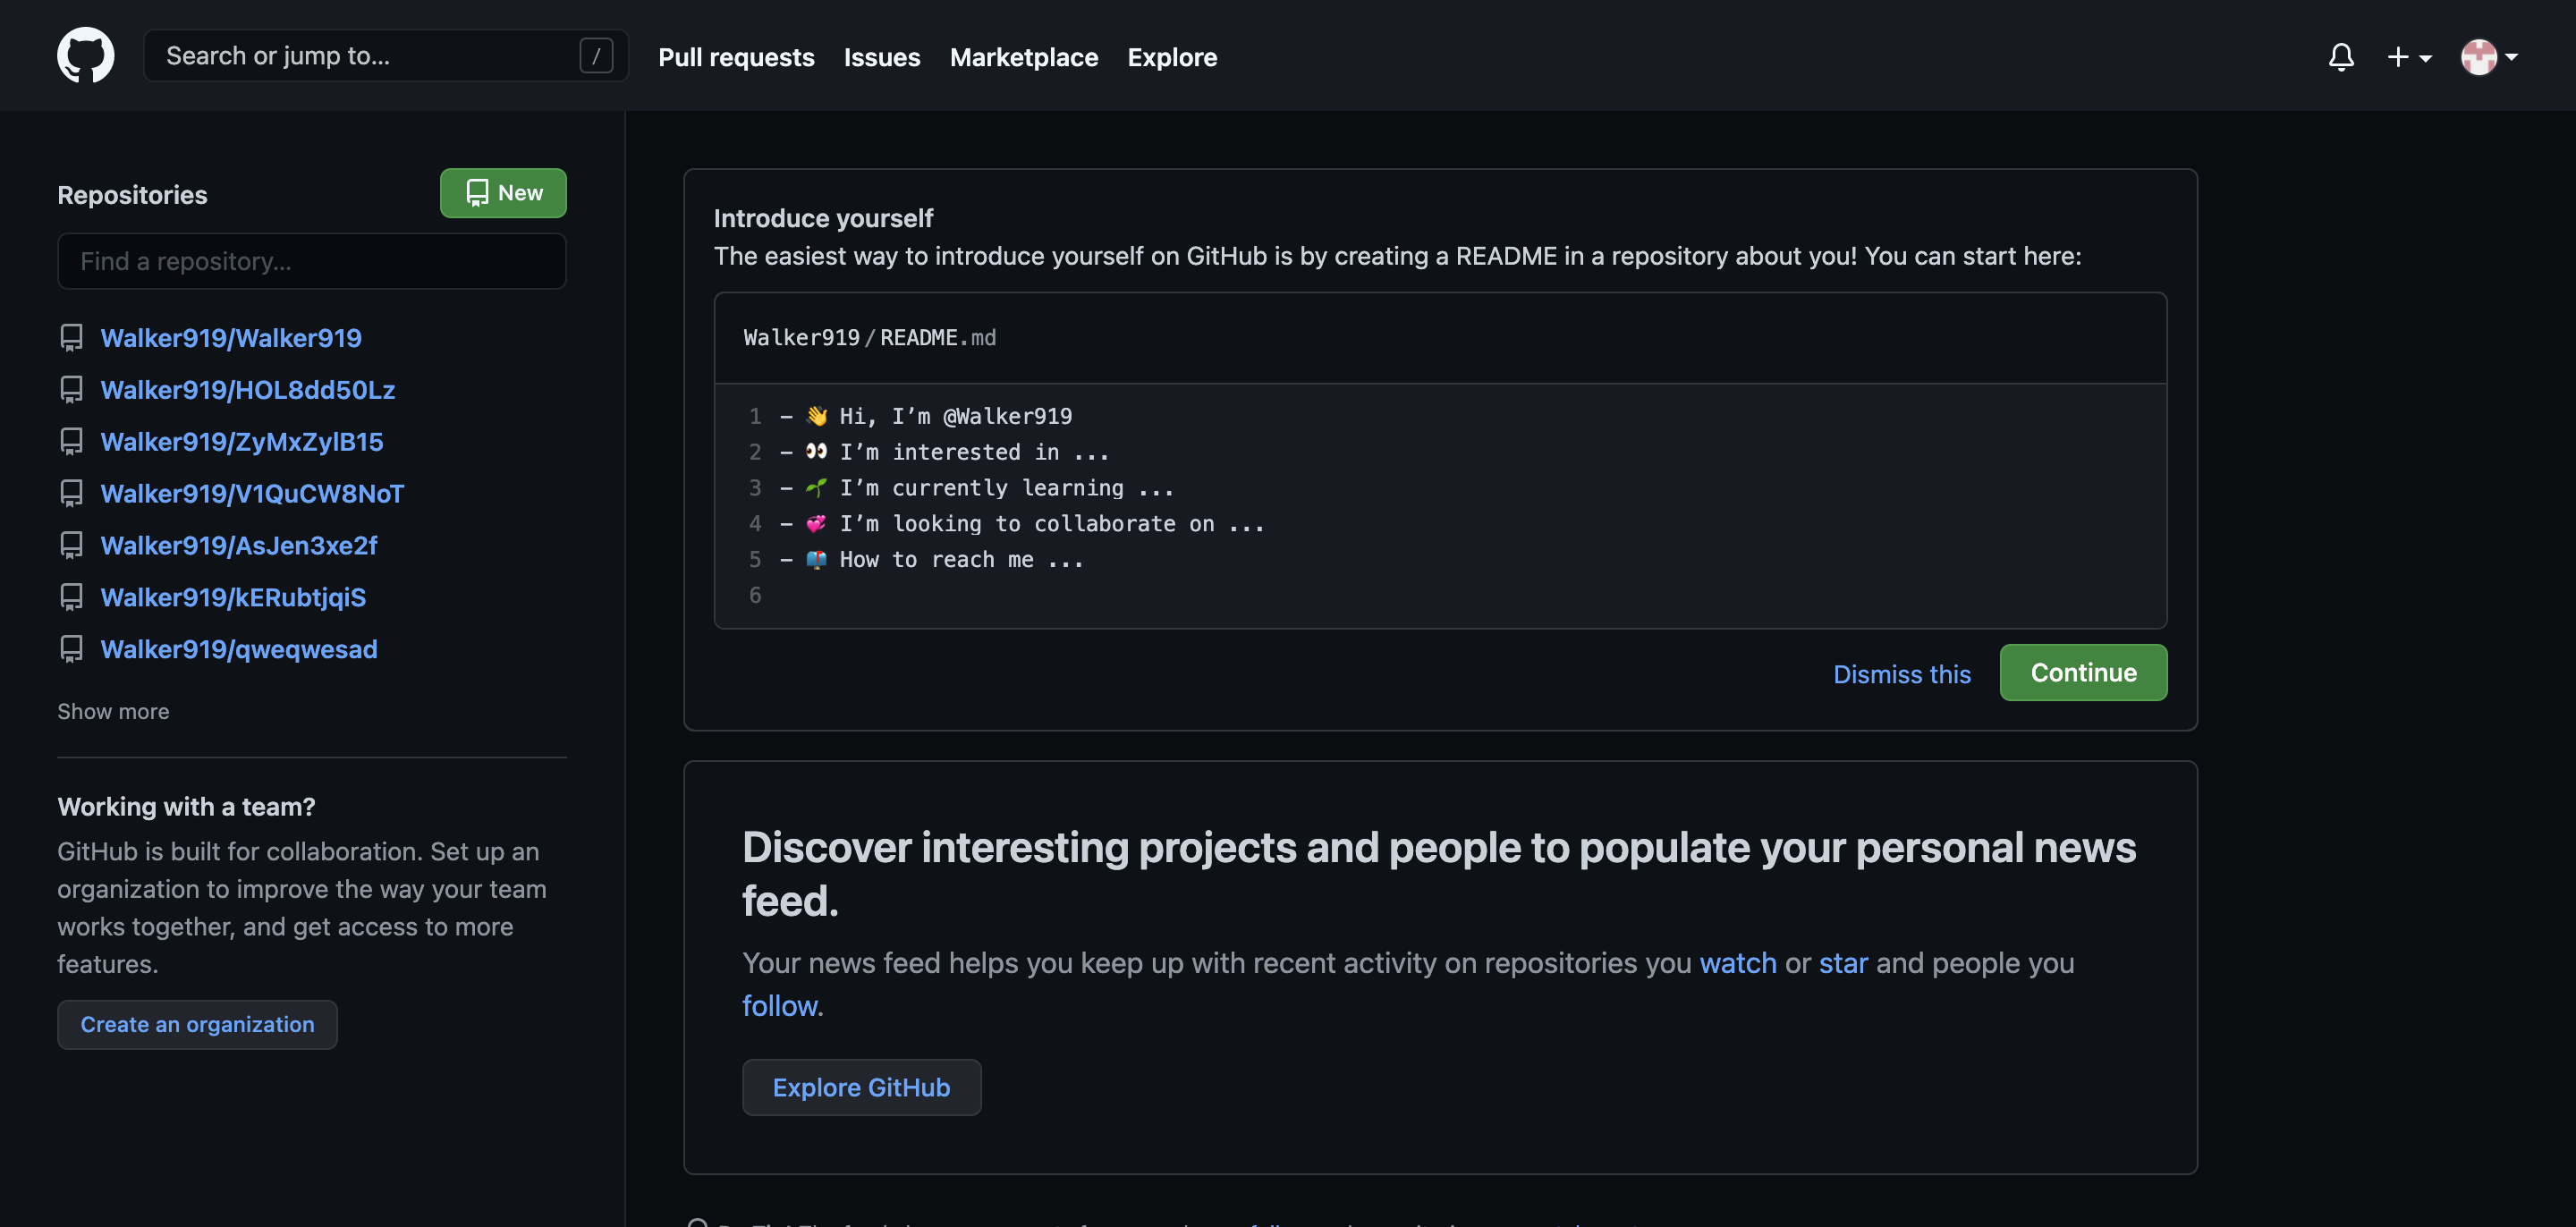 Search or jump to... /
Pull requests Issues Marketplace Explore
Repositories
New
Find a repository...
Walker919/Walker919
Walker919/HOL8dd50Lz
Walker919/ZyMxZylB15
Walker919/V1QuCW8NoT
Walker919/AsJen3xe2f
Walker919/kERubtjqiS
Walker919/qweqwesad
Show more
Working with a team?
GitHub is built for collaboration. Set up an
organization to improve the way your team
works together, and get access to more
features.
Create an organization
Introduce yourself
The easiest way to introduce yourself on GitHub is by creating a README in a repository about you! You can start here:
Walker919/README.md
1 - 👋 Hi, I’m @Walker919
2 - 👀 I’m interested in ...
3 - 🌱 I’m currently learning ...
4 - 💞️ I’m looking to collaborate on ...
5 - 📫 How to reach me ...
6
Dismiss this
Continue
Discover interesting projects and people to populate your personal news
feed.
Your news feed helps you keep up with recent activity on repositories you watch or star and people you
follow.
Explore GitHub